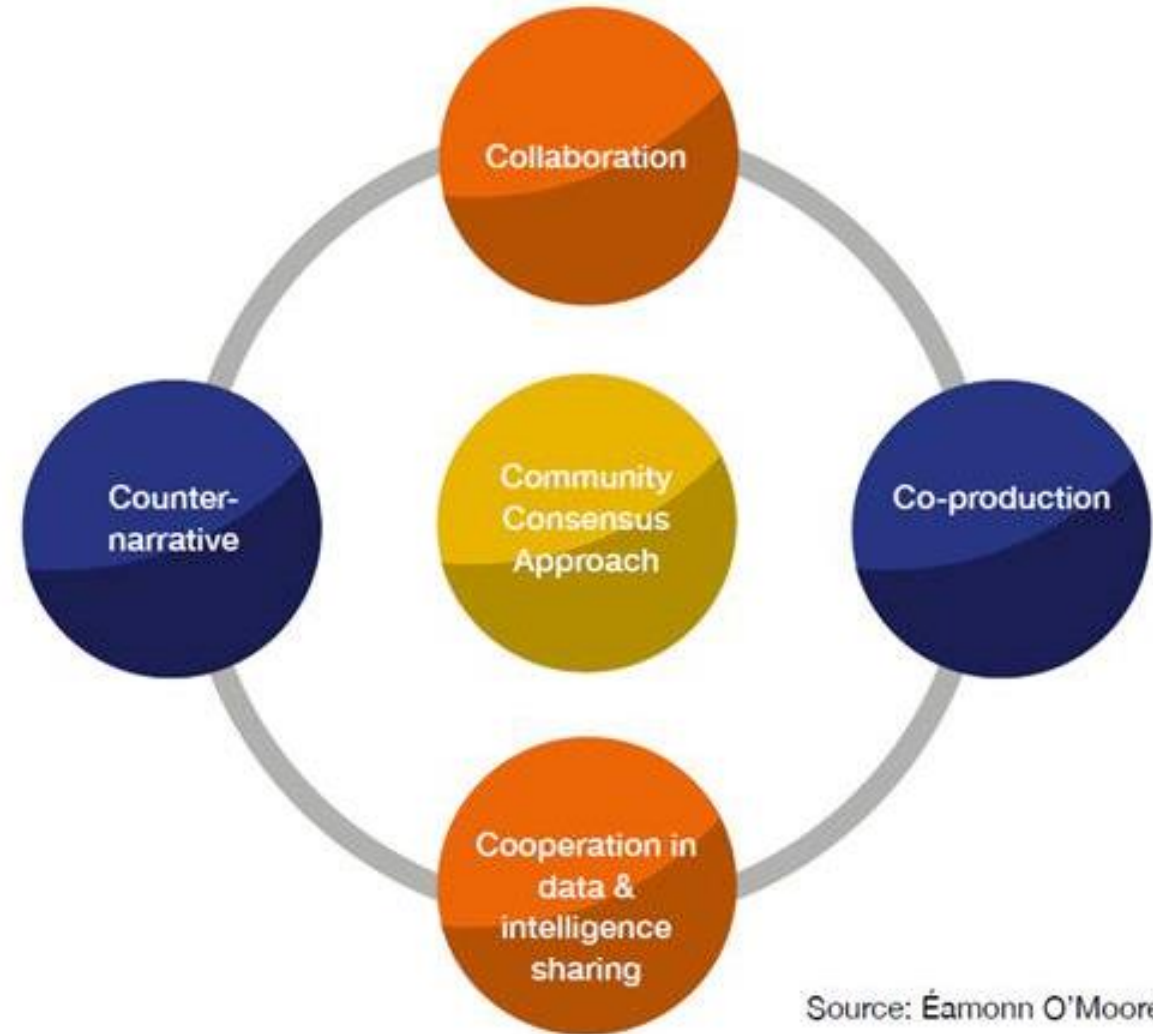 Collaboration
Counter-
narrative
Community
Consensus
Approach
Co-production
Cooperation in
data &
intelligence
sharing
Source: Éamonn O'Moore